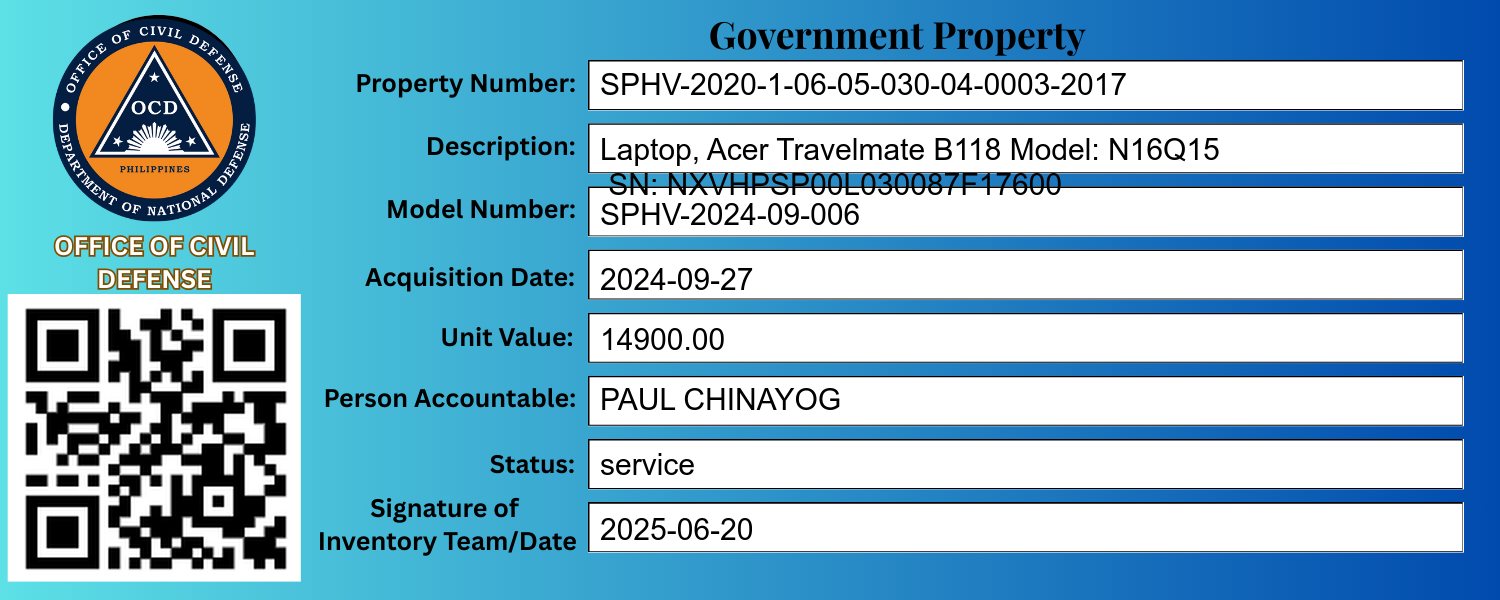 Government Property
OFFICE OF CIVIL DEFENSE
DEPARTMENT OF NATIONAL DEFENSE
OCD
PHILIPPINES
OFFICE OF CIVIL
DEFENSE
Property Number: SPHV-2020-1-06-05-030-04-0003-2017
Description: Laptop, Acer Travelmate B118 Model: N16Q15
SN: NXVHPSP00L030087F17600
Model Number: SPHV-2024-09-006
Acquisition Date: 2024-09-27
Unit Value: 14900.00
Person Accountable: PAUL CHINAYOG
Status: service
Signature of
Inventory Team/Date 2025-06-20